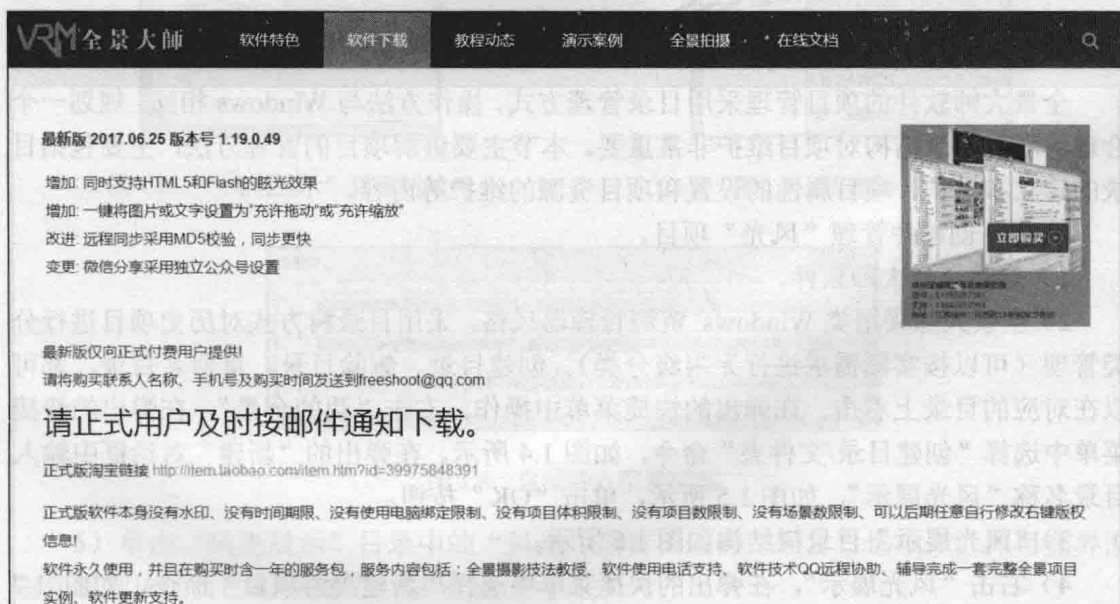 VRM全景大師
软件特色 软件下载 教程动态 演示案例 全景拍摄 在线文档
最新版 2017.06.25 版本号 1.19.0.49
增加: 同时支持HTML5和Flash的眩光效果
增加: 一键将图片或文字设置为“充许拖动”或“充许缩放”
改进: 远程同步采用MD5校验，同步更快
变更: 微信分享采用独立公众号设置
立即购买
最新版仅向正式付费用户提供!
请将购买联系人名称、手机号及购买时间发送到freeshoot@qq.com
请正式用户及时按邮件通知下载。
正式版淘宝链接 http://item.taobao.com/item.htm?id=39975848391
正式版软件本身没有水印、没有时间期限、没有使用电脑绑定限制、没有项目体积限制、没有项目数限制、没有场景数限制、可以后期任意自行修改右键版权
信息!
软件永久使用，并且在购买时含一年的服务包，服务内容包括：全景摄影技法教授、软件使用电话支持、软件技术QQ远程协助、辅导完成一套完整全景项目
实例、软件更新支持。